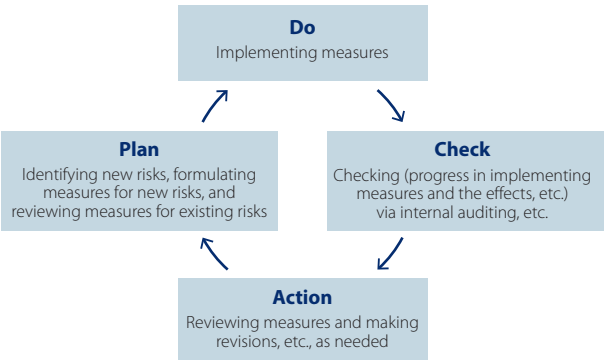 Do
Implementing measures
Plan
Identifying new risks, formulating
measures for new risks, and
reviewing measures for existing risks
Check
Checking (progress in implementing
measures and the effects, etc.)
via internal auditing, etc.
Action
Reviewing measures and making
revisions, etc., as needed